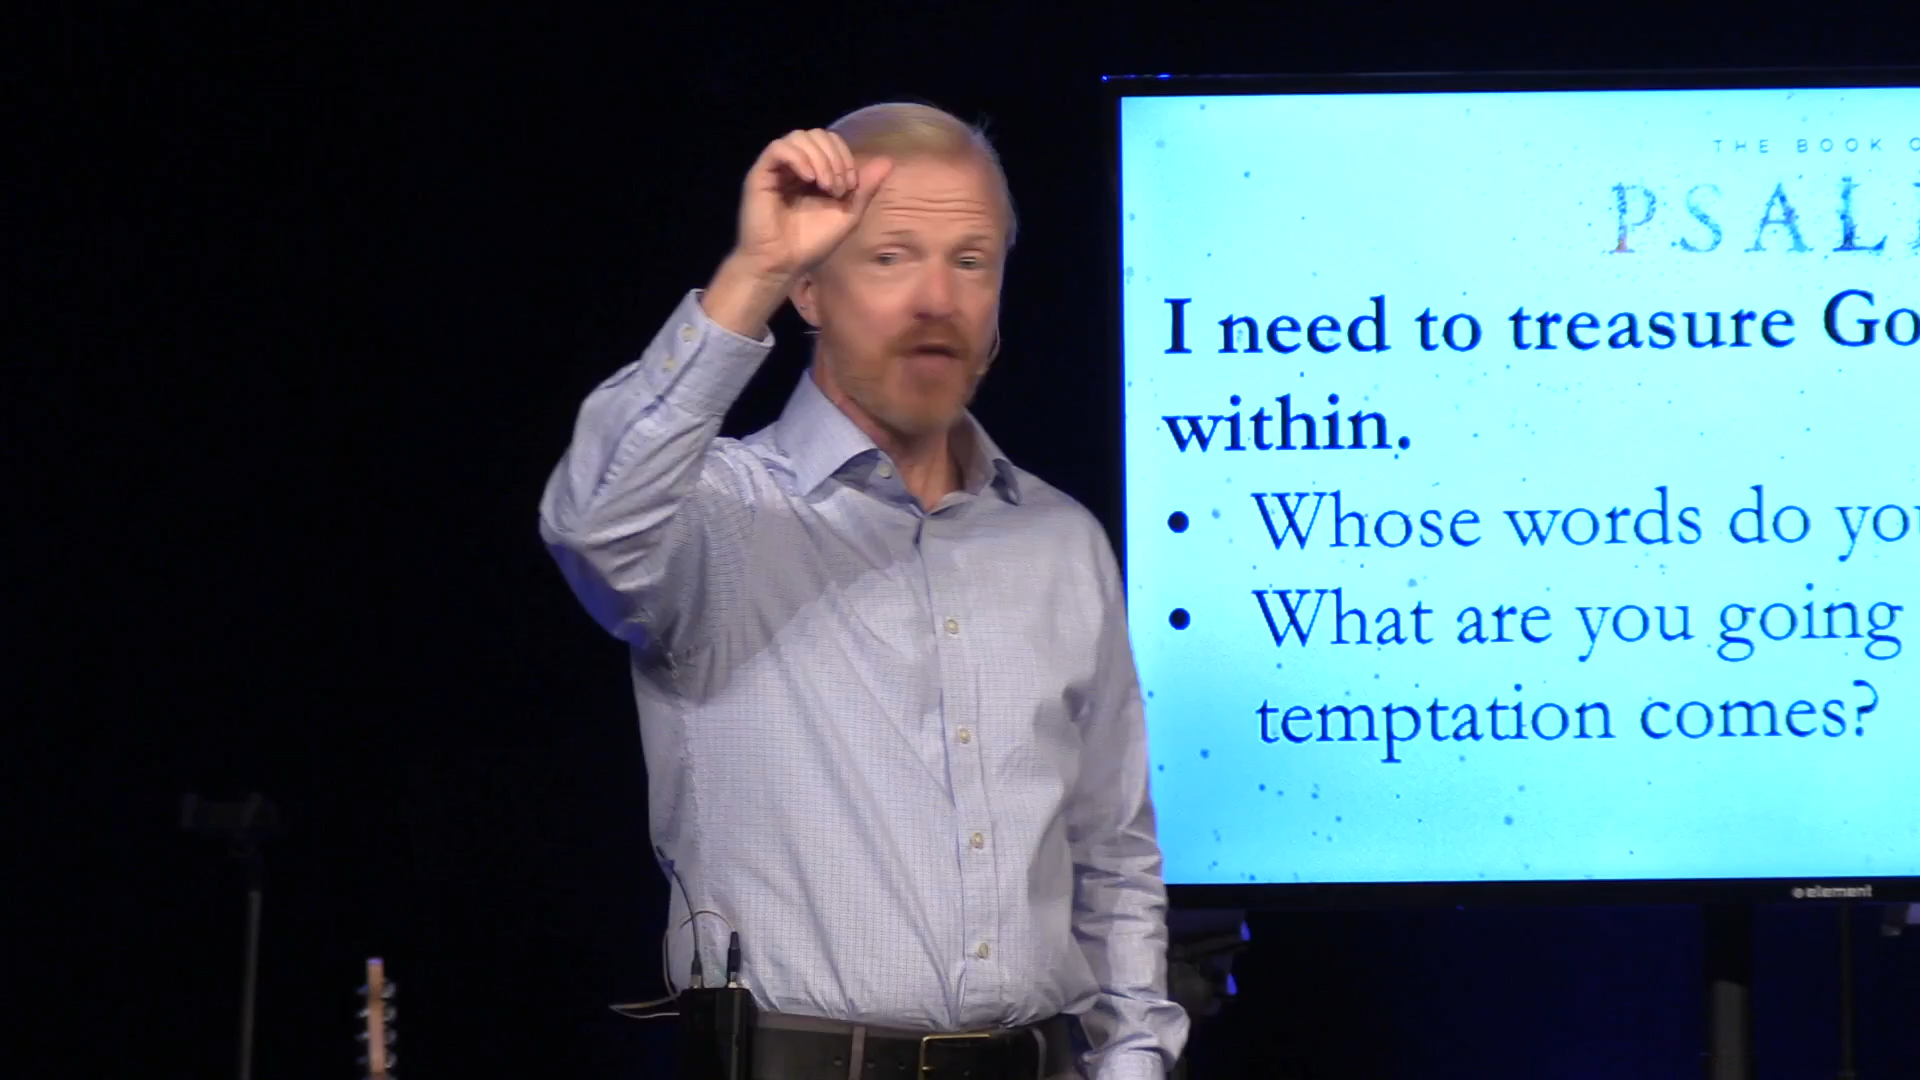 THE BOOK
PSAL
I need to treasure Go
within.
• Whose words do yo
• What are you going
temptation comes?
element